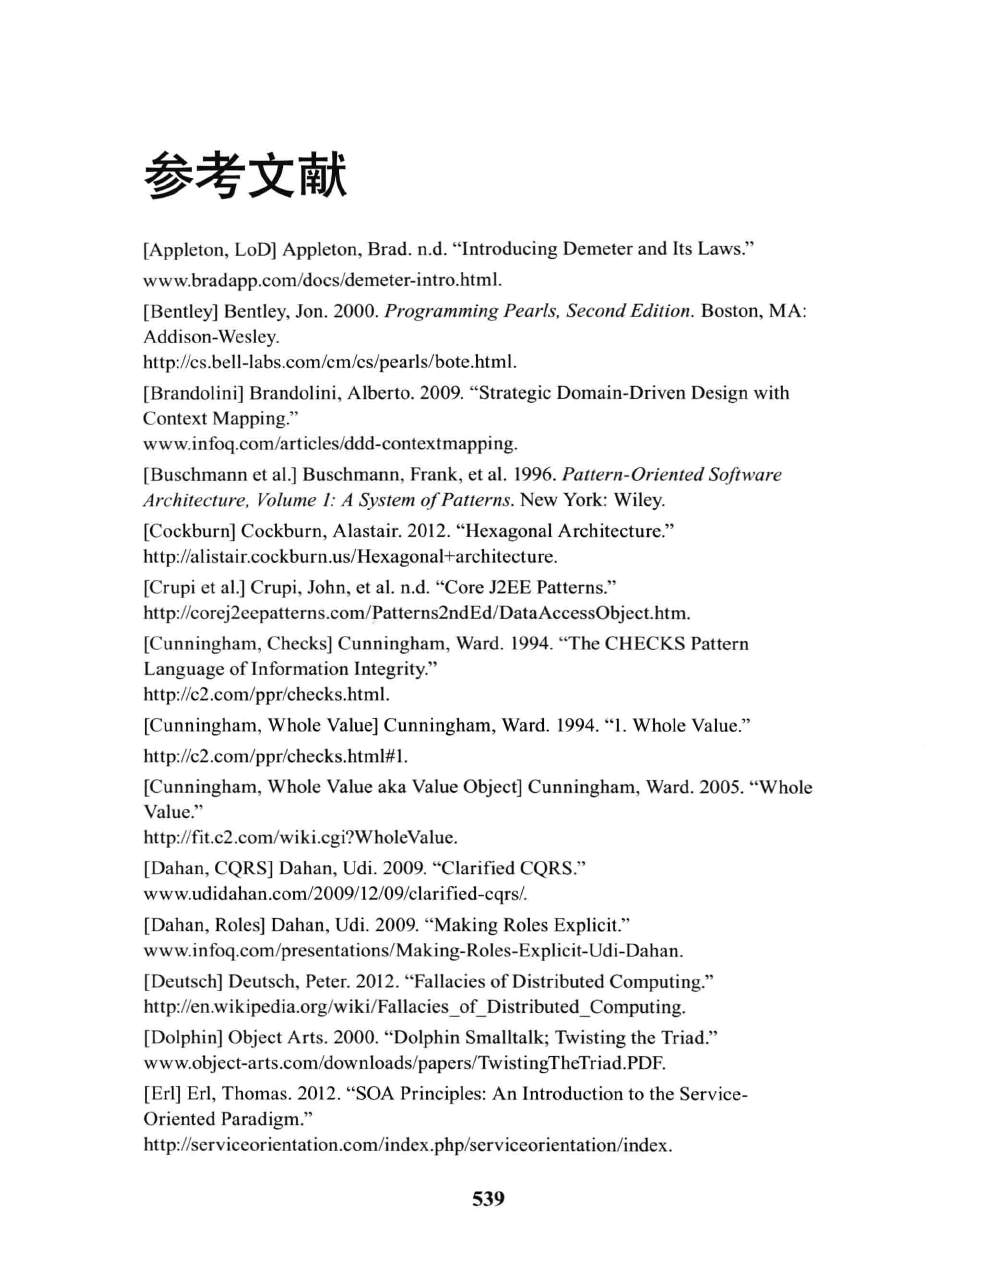 参考文献
[Appleton, LoD] Appleton, Brad. n.d. “Introducing Demeter and Its Laws.”
www.bradapp.com/docs/demeter-intro.html.
[Bentley] Bentley, Jon. 2000. Programming Pearls, Second Edition. Boston, MA:
Addison-Wesley.
http://cs.bell-labs.com/cm/cs/pearls/bote.html.
[Brandolini] Brandolini, Alberto. 2009. “Strategic Domain-Driven Design with
Context Mapping.”
www.infoq.com/articles/ddd-contextmapping.
[Buschmann et al.] Buschmann, Frank, et al. 1996. Pattern-Oriented Software
Architecture, Volume 1: A System of Patterns. New York: Wiley.
[Cockburn] Cockburn, Alastair. 2012. “Hexagonal Architecture.”
http://alistair.cockburn.us/Hexagonal+architecture.
[Crupi et al.] Crupi, John, et al. n.d. “Core J2EE Patterns.”
http://corej2eepatterns.com/Patterns2ndEd/DataAccessObject.htm.
[Cunningham, Checks] Cunningham, Ward. 1994. “The CHECKS Pattern
Language of Information Integrity.”
http://c2.com/ppr/checks.html.
[Cunningham, Whole Value] Cunningham, Ward. 1994. “1. Whole Value.”
http://c2.com/ppr/checks.html#1.
[Cunningham, Whole Value aka Value Object] Cunningham, Ward. 2005. “Whole
Value.”
http://fit.c2.com/wiki.cgi?WholeValue.
[Dahan, CQRS] Dahan, Udi. 2009. “Clarified CQRS.”
www.udidahan.com/2009/12/09/clarified-cqrs/.
[Dahan, Roles] Dahan, Udi. 2009. “Making Roles Explicit.”
www.infoq.com/presentations/Making-Roles-Explicit-Udi-Dahan.
[Deutsch] Deutsch, Peter. 2012. “Fallacies of Distributed Computing.”
http://en.wikipedia.org/wiki/Fallacies_of_Distributed_Computing.
[Dolphin] Object Arts. 2000. “Dolphin Smalltalk; Twisting the Triad.”
www.object-arts.com/downloads/papers/TwistingTheTriad.PDF.
[Erl] Erl, Thomas. 2012. “SOA Principles: An Introduction to the Service-
Oriented Paradigm.”
http://serviceorientation.com/index.php/serviceorientation/index.
539